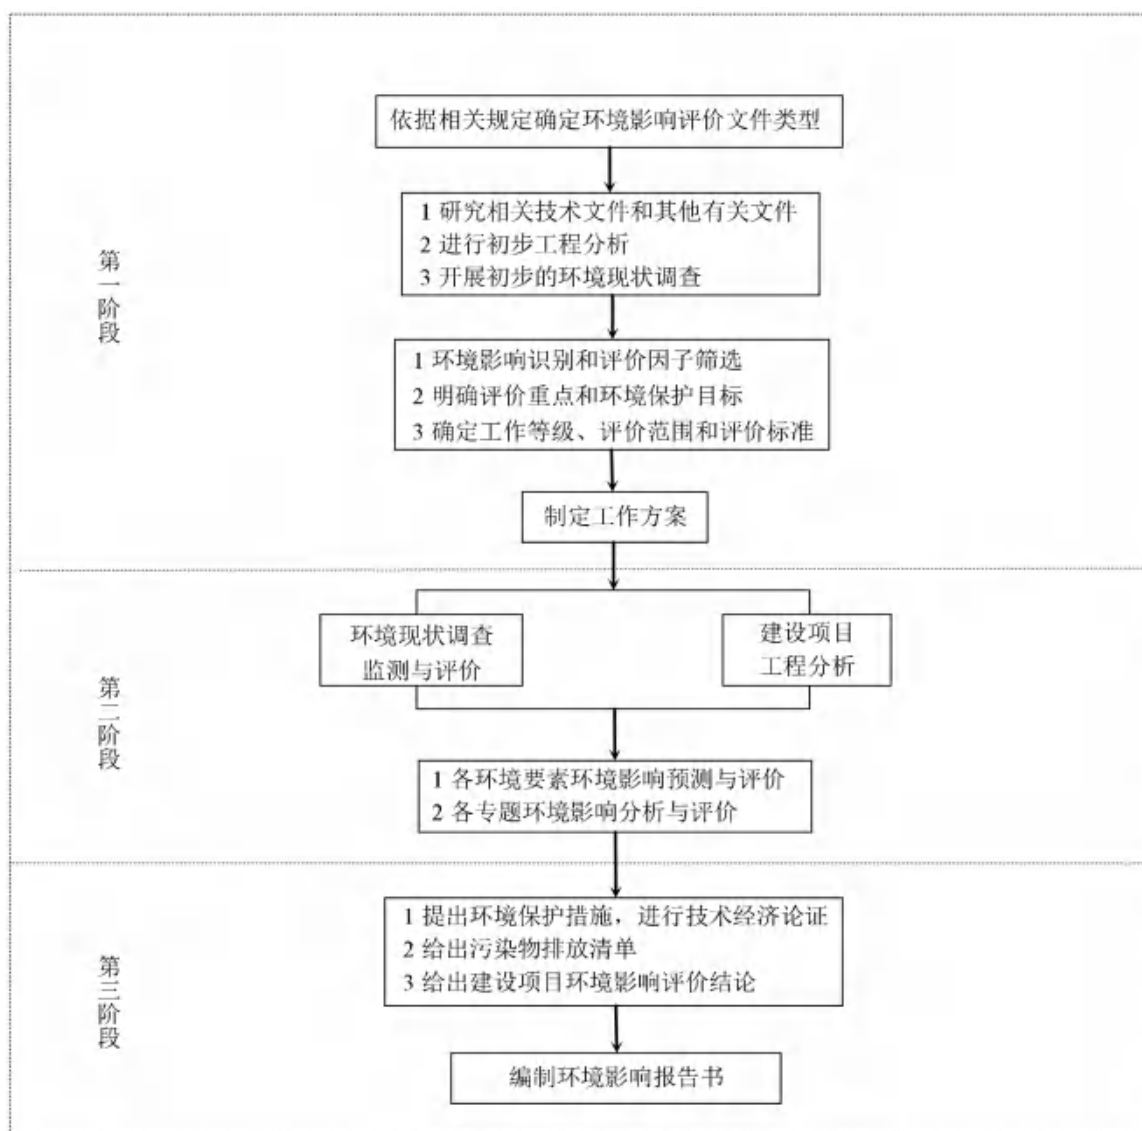 依据相关规定确定环境影响评价文件类型
1 研究相关技术文件和其他有关文件
2 进行初步工程分析
3 开展初步的环境现状调查
第一阶段
1 环境影响识别和评价因子筛选
2 明确评价重点和环境保护目标
3 确定工作等级、评价范围和评价标准
制定工作方案
环境现状调查
监测与评价
建设项目
工程分析
第二阶段
1 各环境要素环境影响预测与评价
2 各专题环境影响分析与评价
1 提出环境保护措施，进行技术经济论证
2 给出污染物排放清单
3 给出建设项目环境影响评价结论
第三阶段
编制环境影响报告书